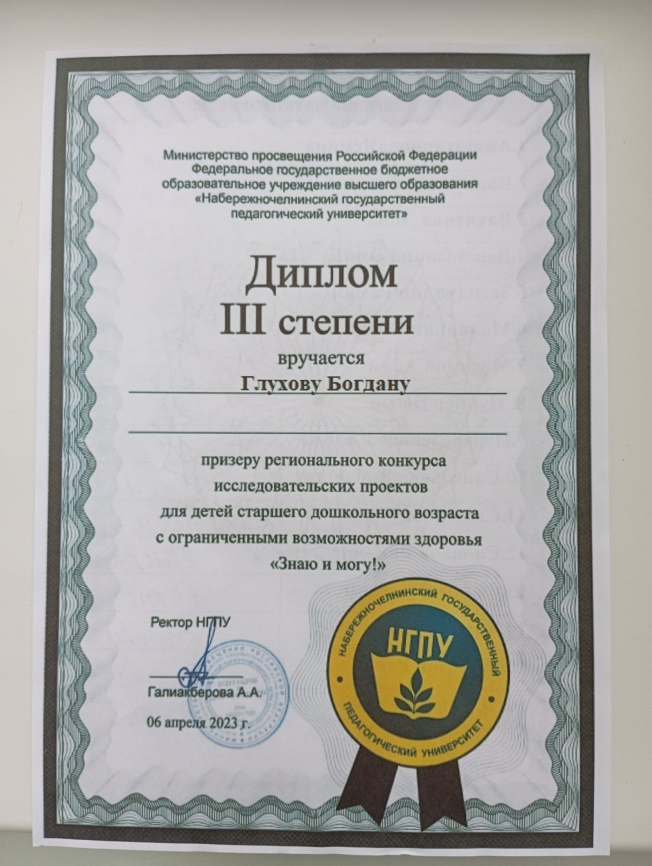 Министерство просвещения Российской Федерации
Федеральное государственное бюджетное
образовательное учреждение высшего образования
«Набережночелнинский государственный
педагогический университет»
Диплом
III степени
вручается
Глухову Богдану
призеру регионального конкурса
исследовательских проектов
для детей старшего дошкольного возраста
с ограниченными возможностями здоровья
«Знаю и могу!»
Ректор НГПУ
Галиакберова А.А.
06 апреля 2023 г.
НАБЕРЕЖНОЧЕЛНИНСКИЙ ГОСУДАРСТВЕННЫЙ
НГПУ
ПЕДАГОГИЧЕСКИЙ УНИВЕРСИТЕТ